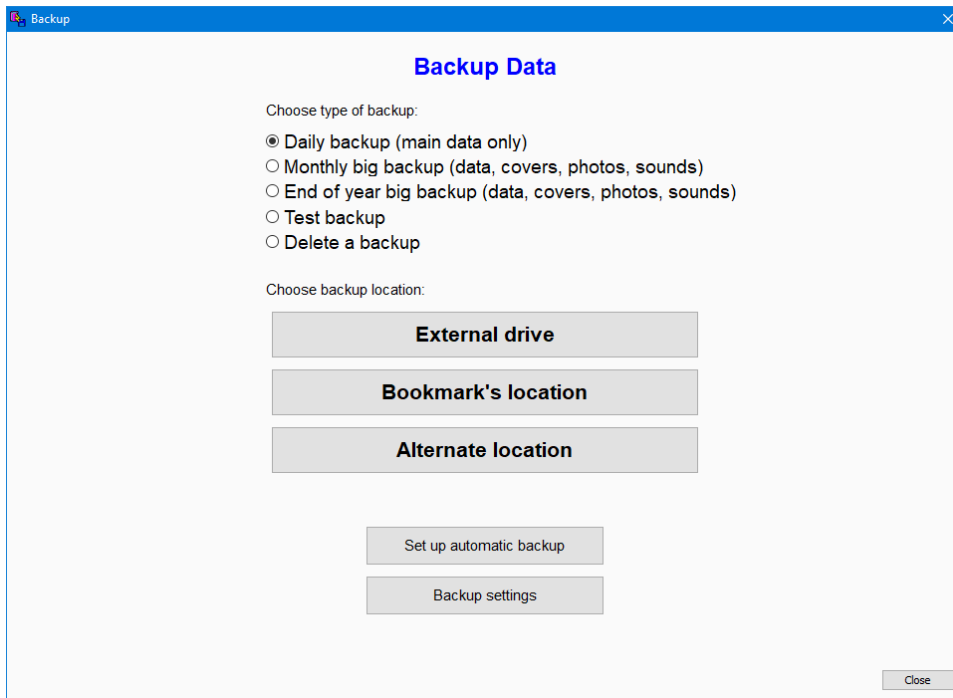 Backup
Backup Data
Choose type of backup:
Daily backup (main data only)
Monthly big backup (data, covers, photos, sounds)
End of year big backup (data, covers, photos, sounds)
Test backup
Delete a backup
Choose backup location:
External drive
Bookmark's location
Alternate location
Set up automatic backup
Backup settings
Close